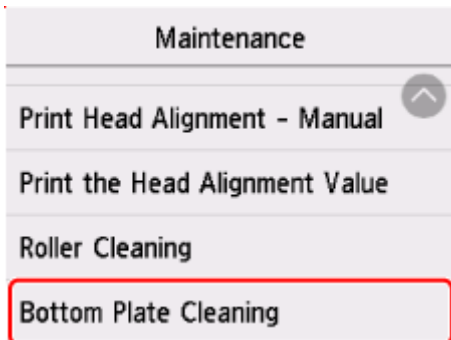 Maintenance
Print Head Alignment - Manual
Print the Head Alignment Value
Roller Cleaning
Bottom Plate Cleaning